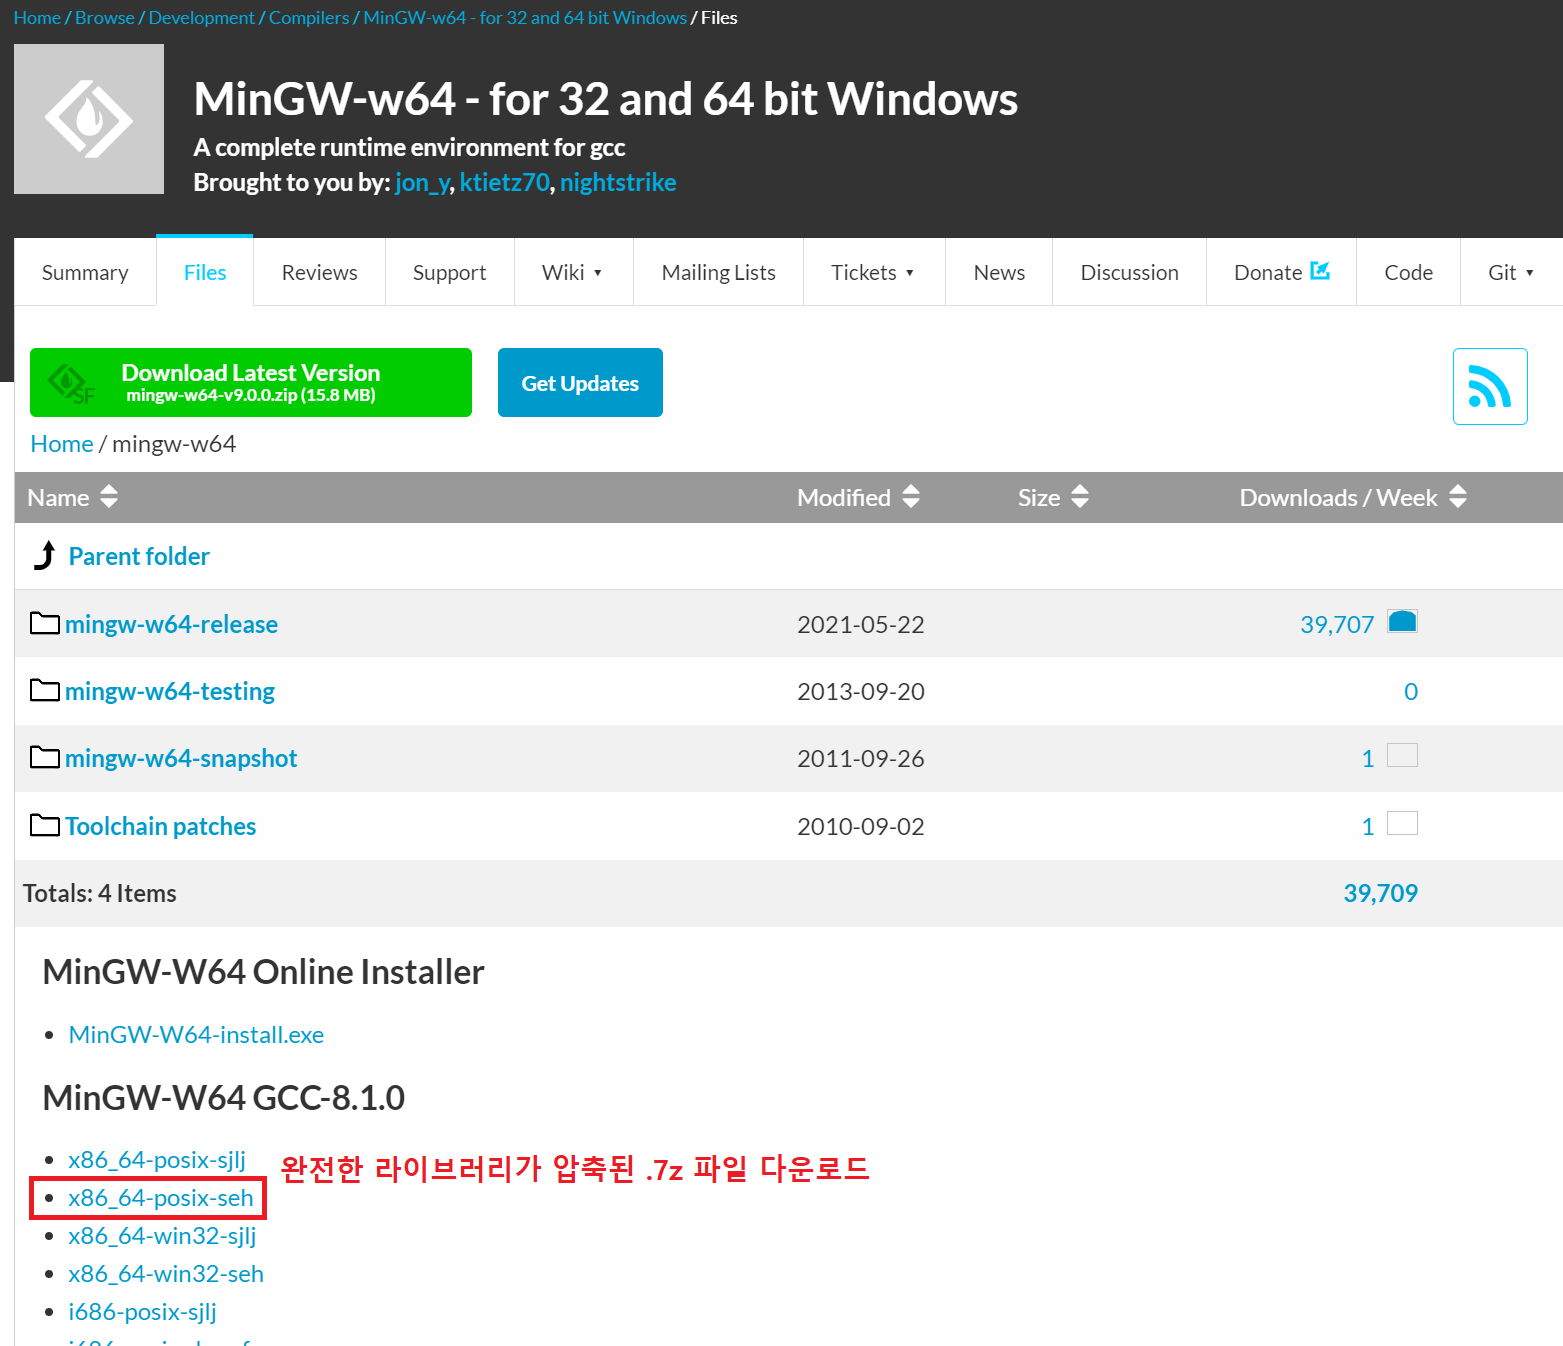 Home / Browse / Development / Compilers / MinGW-w64 - for 32 and 64 bit Windows / Files
MinGW-w64 - for 32 and 64 bit Windows
A complete runtime environment for gcc
Brought to you by: jon_y, ktietz70, nightstrike
Summary Files Reviews Support Wiki ▾ Mailing Lists Tickets ▾ News Discussion Donate Code Git ▾
SF
Download Latest Version
mingw-w64-v9.0.0.zip (15.8 MB)
Get Updates
Home / mingw-w64
Name Modified Size Downloads / Week
Parent folder
mingw-w64-release 2021-05-22 39,707
mingw-w64-testing 2013-09-20 0
mingw-w64-snapshot 2011-09-26 1
Toolchain patches 2010-09-02 1
Totals: 4 Items 39,709
MinGW-W64 Online Installer
• MinGW-W64-install.exe
MinGW-W64 GCC-8.1.0
• x86_64-posix-sjlj
완전한 라이브러리가 압축된 .7z 파일 다운로드
• x86_64-posix-seh
• x86_64-win32-sjlj
• x86_64-win32-seh
• i686-posix-sjlj